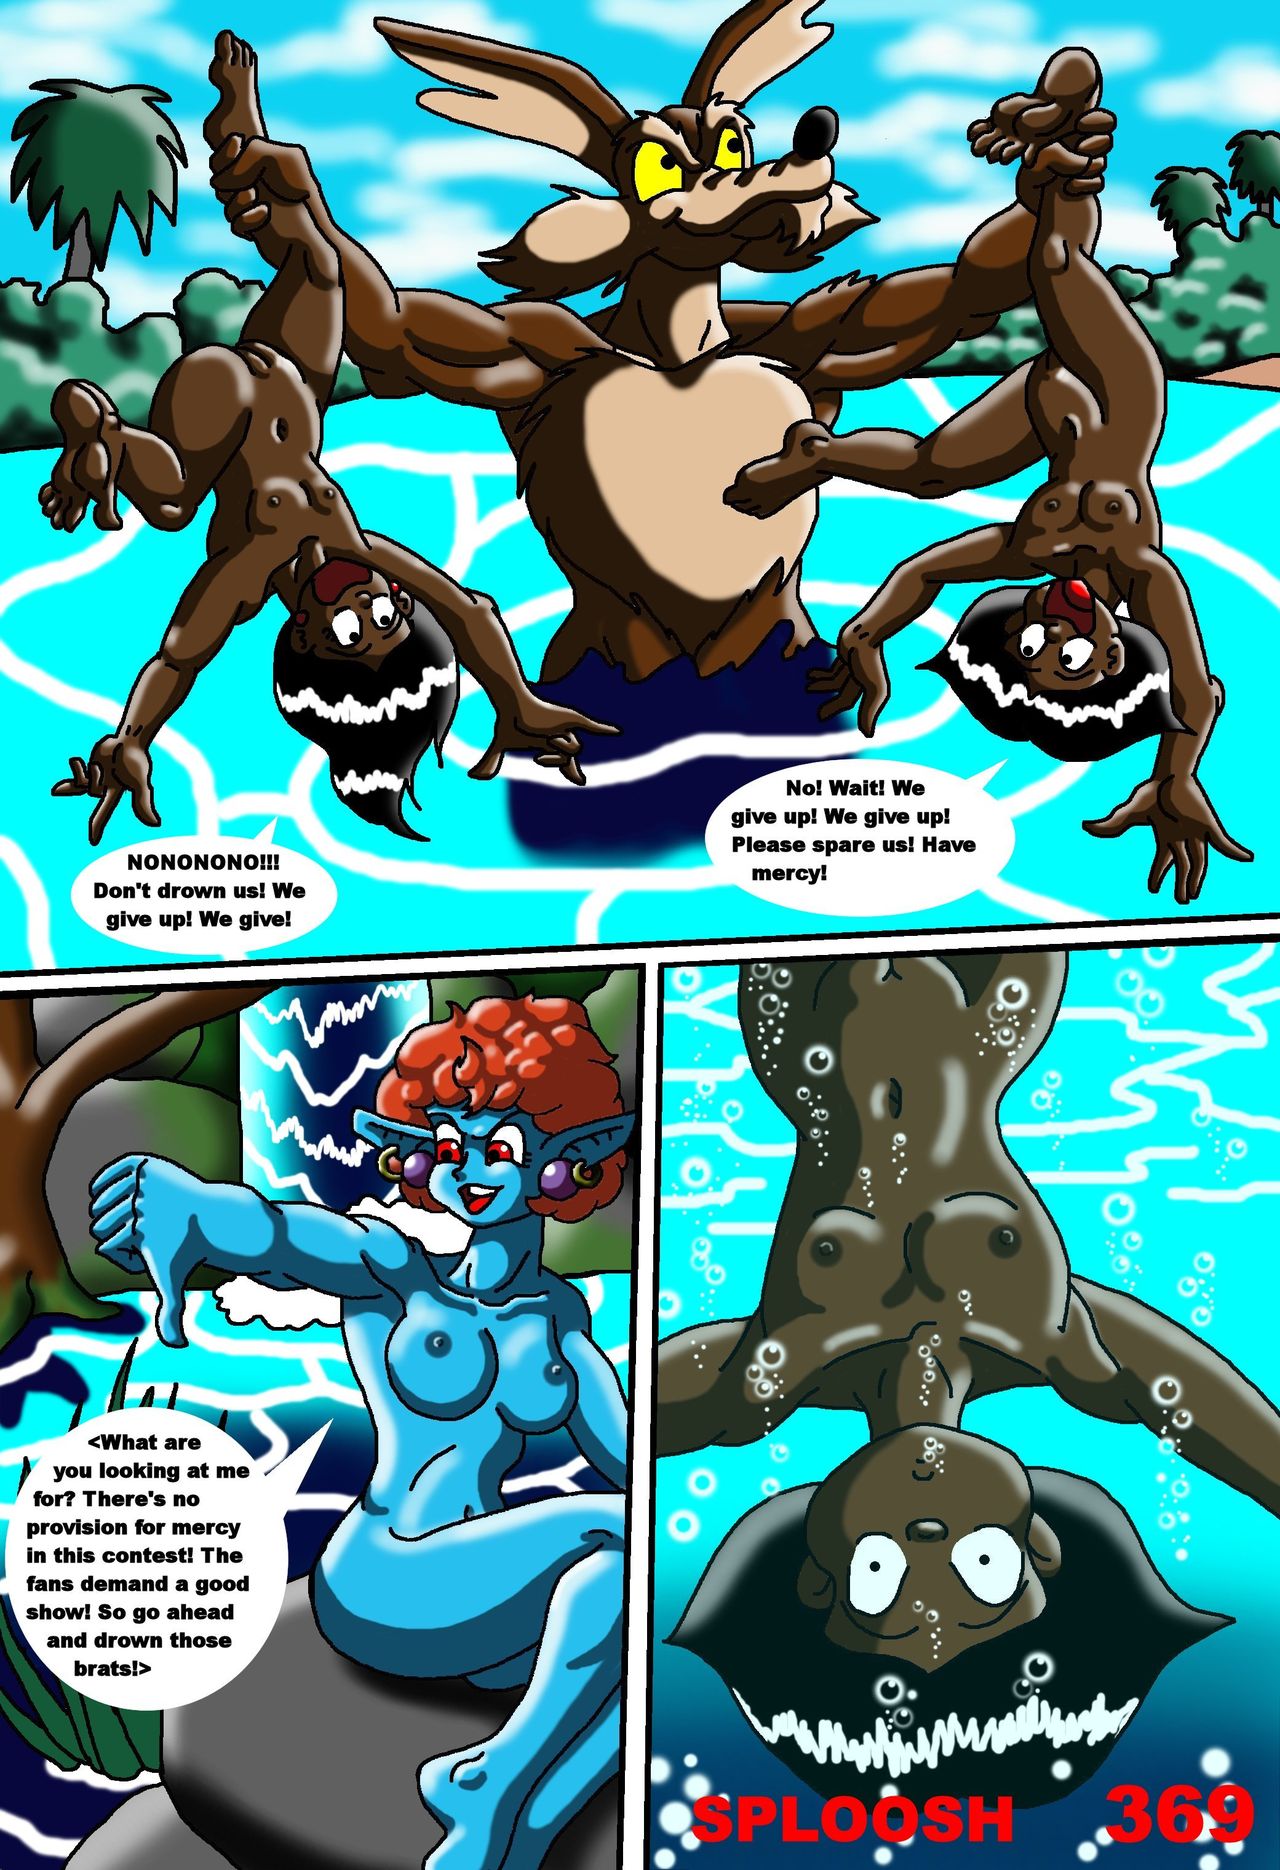 NONONONO!!!
Don't drown us! We
give up! We give!
No! Wait! We
give up! We give up!
Please spare us! Have
mercy!
<What are
you looking at me
for? There's no
provision for mercy
in this contest! The
fans demand a good
show! So go ahead
and drown those
brats!>
SPLOOSH
369